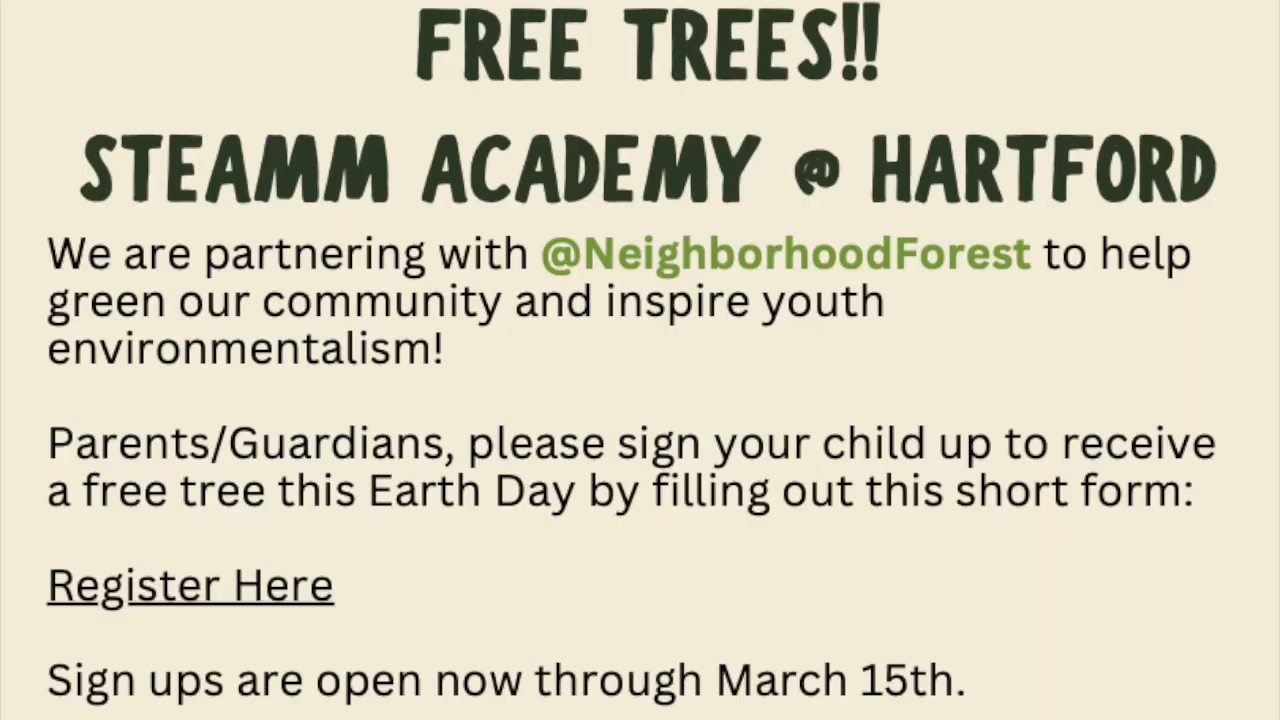 FREE TREES!!
STEAMM ACADEMY @ HARTFORD
We are partnering with @NeighborhoodForest to help
green our community and inspire youth
environmentalism!
Parents/Guardians, please sign your child up to receive
a free tree this Earth Day by filling out this short form:
Register Here
Sign ups are open now through March 15th.